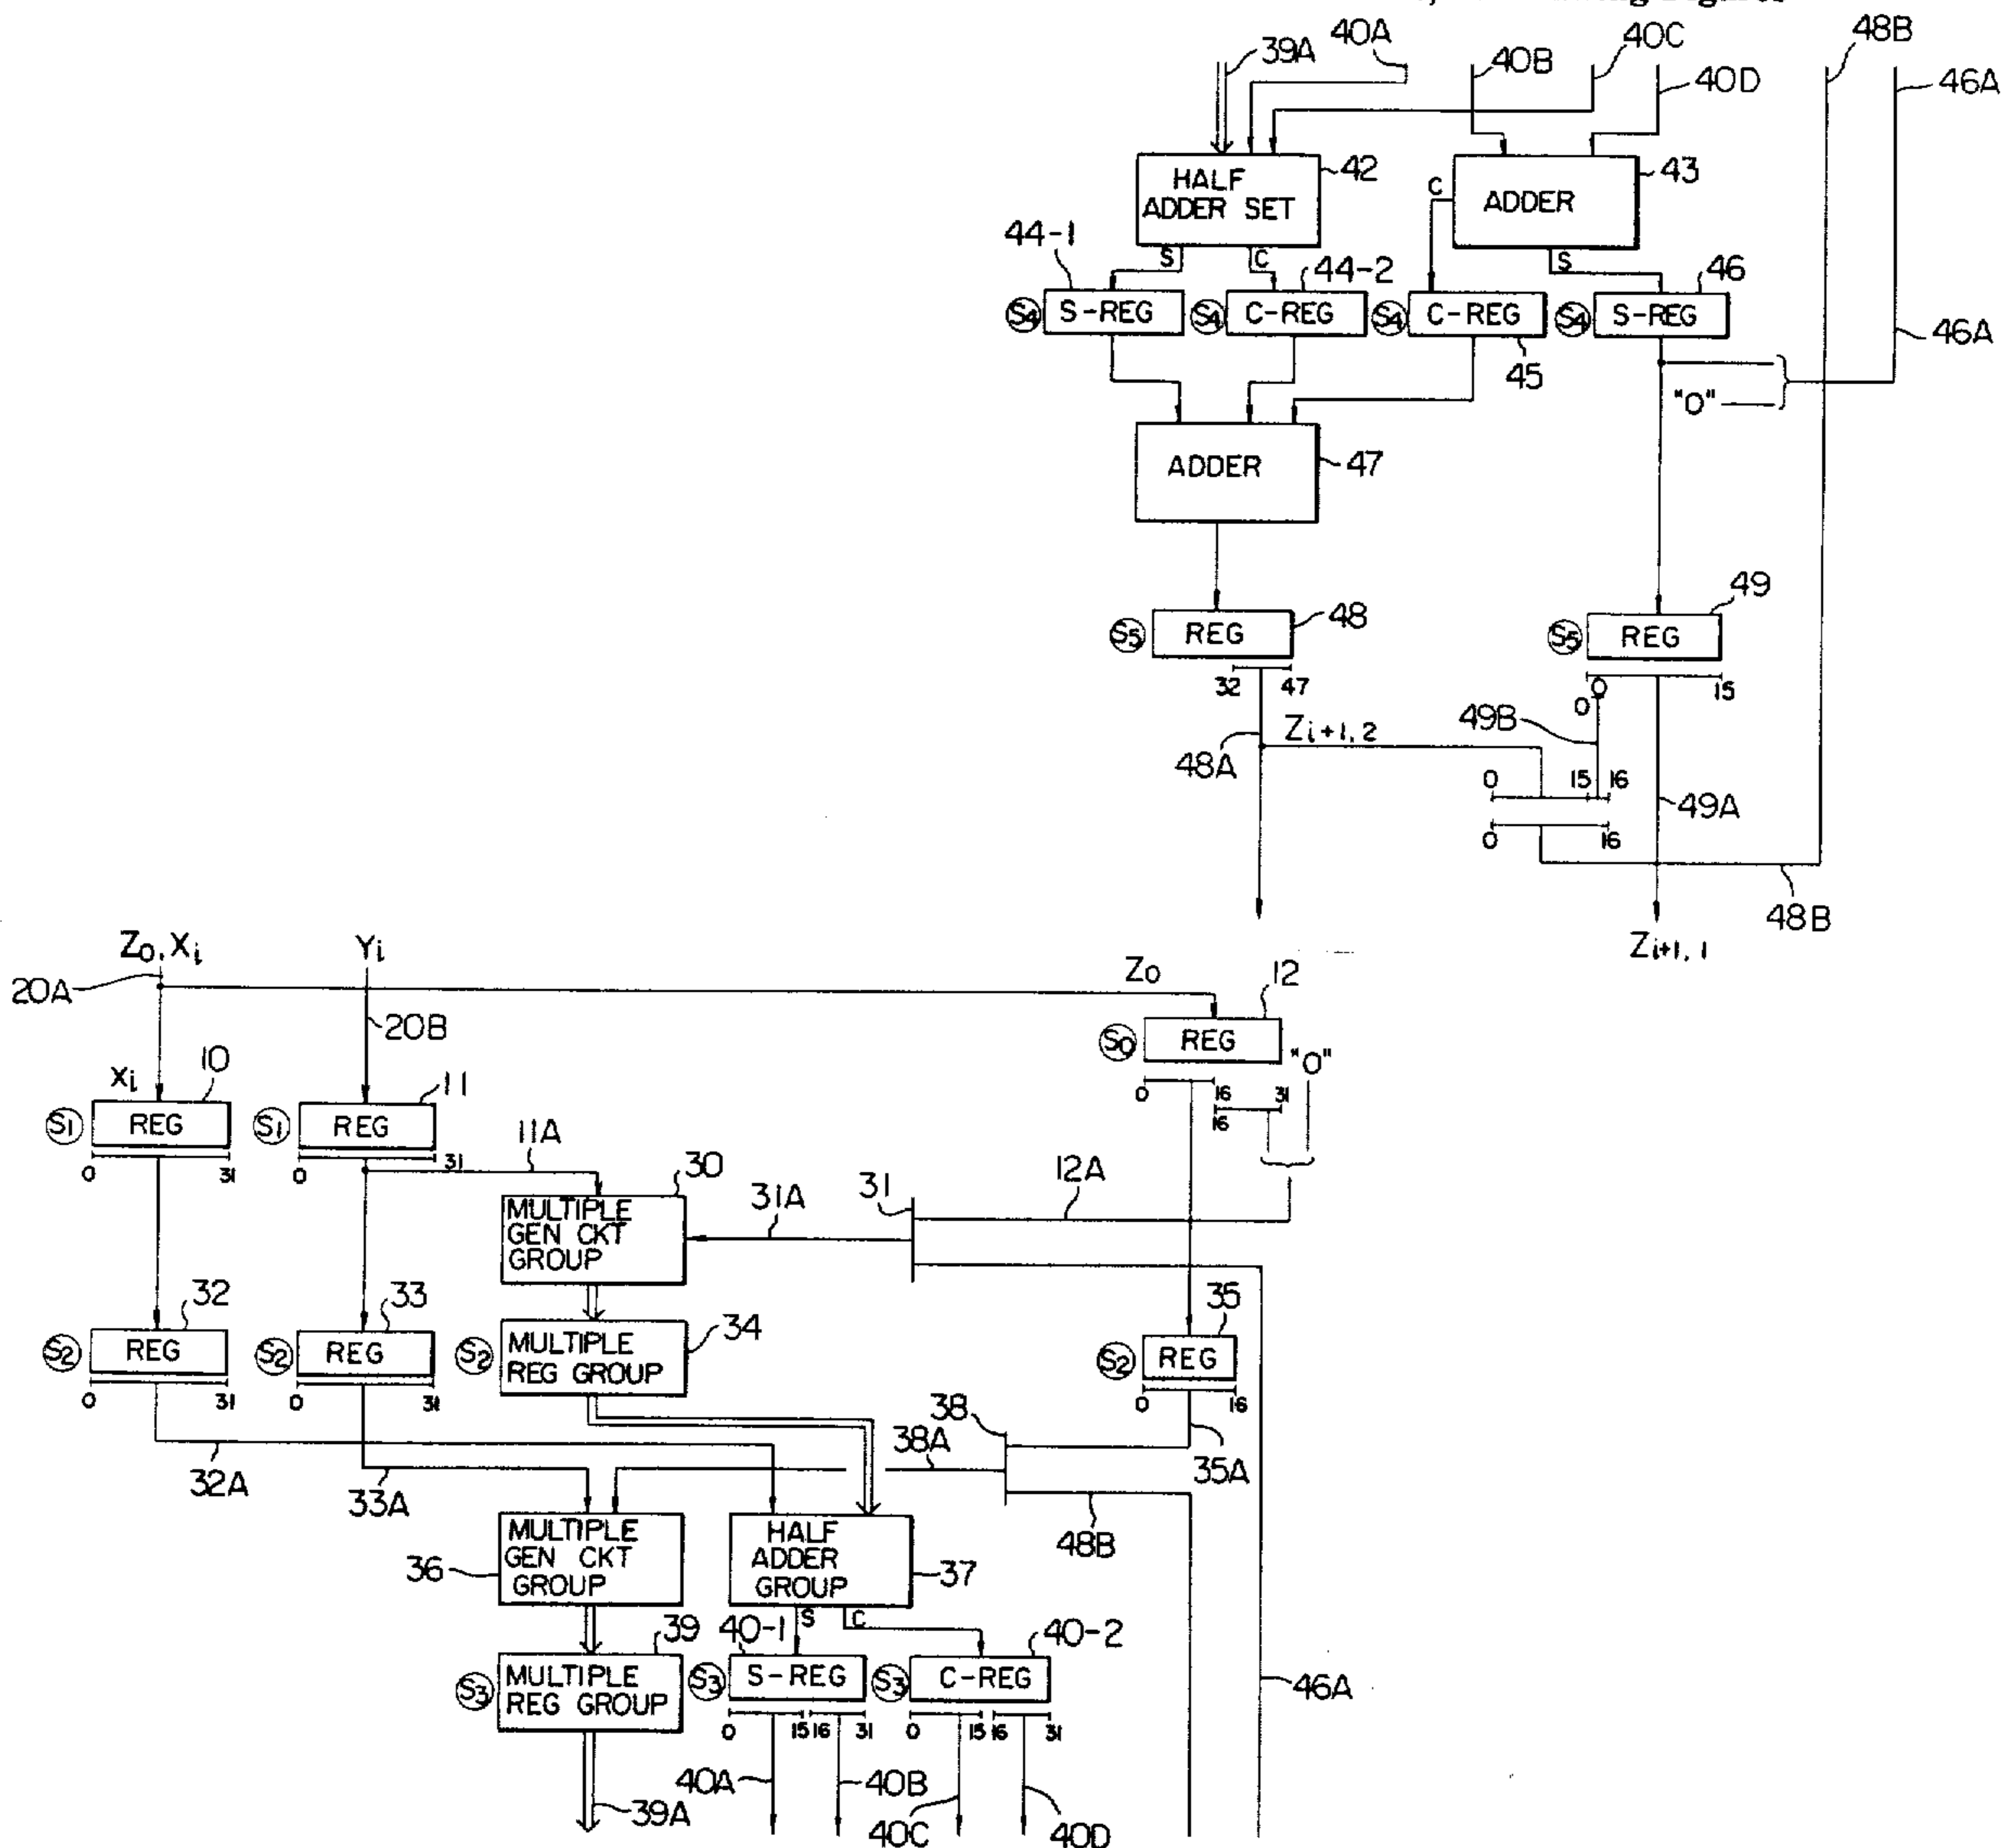 39A
40A
40B
40C
40D
48B
46A
HALF
ADDER SET
42
C
ADDER
43
S
C
S
44-1
44-2
46
S4
S-REG
S4
C-REG
S4
C-REG
S4
S-REG
46A
45
"0"
ADDER
47
S5
REG
48
S5
REG
49
32
47
0
15
0
49B
Zi+1,2
48A
0
15
16
49A
0
16
48B
Zi+1,1
Z0, Xi
Yi
20A
20B
Z0
12
S0
REG
"0"
Xi
10
11
0
16
31
16
S1
REG
S1
REG
0
31
0
31
11A
30
31A
31
12A
MULTIPLE
GEN CKT
GROUP
32
33
34
35
S2
REG
S2
REG
S2
MULTIPLE
REG GROUP
S2
REG
0
31
0
31
0
16
38
38A
35A
32A
33A
48B
MULTIPLE
GEN CKT
GROUP
36
HALF
ADDER
GROUP
37
S
C
39
40-1
40-2
S3
MULTIPLE
REG GROUP
S3
S-REG
S3
C-REG
46A
0
15
16
31
0
15
16
31
40A
40B
39A
40C
40D